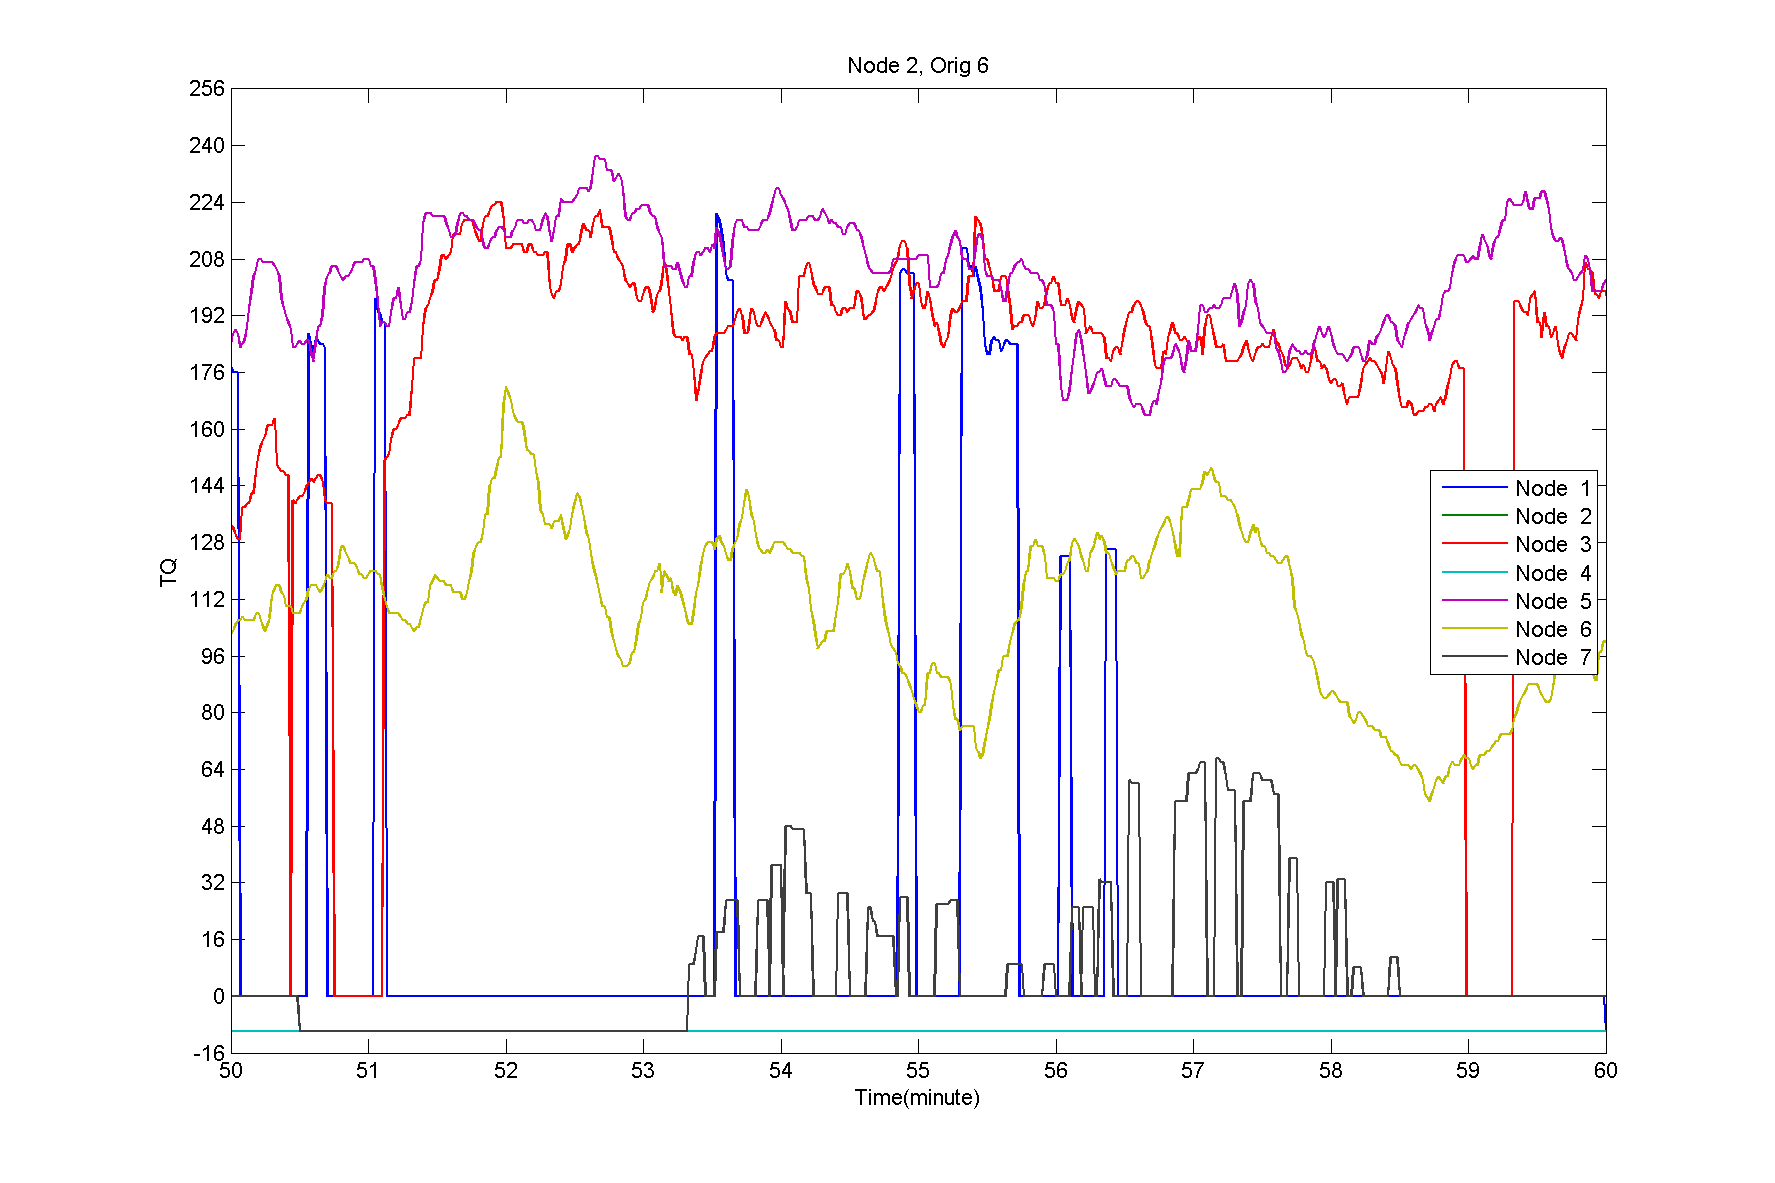 Node 2, Orig 6
256
240
224
208
192
176
160
144
128
112
96
80
64
48
32
16
0
-16
TQ
Node 1
Node 2
Node 3
Node 4
Node 5
Node 6
Node 7
50 51 52 53 54 55 56 57 58 59 60
Time(minute)